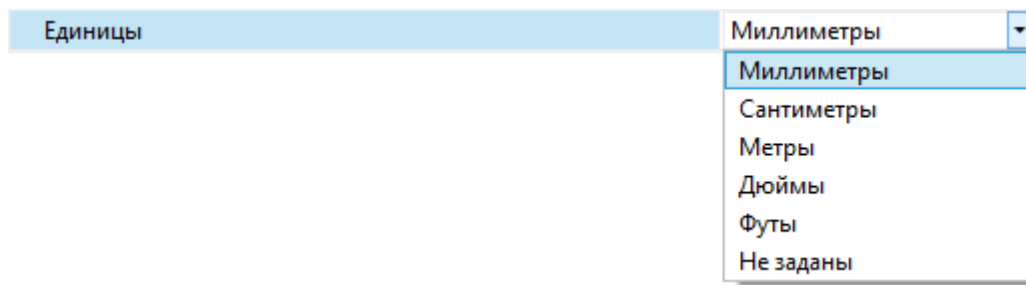 Единицы Миллиметры
Миллиметры
Сантиметры
Метры
Дюймы
Футы
Не заданы